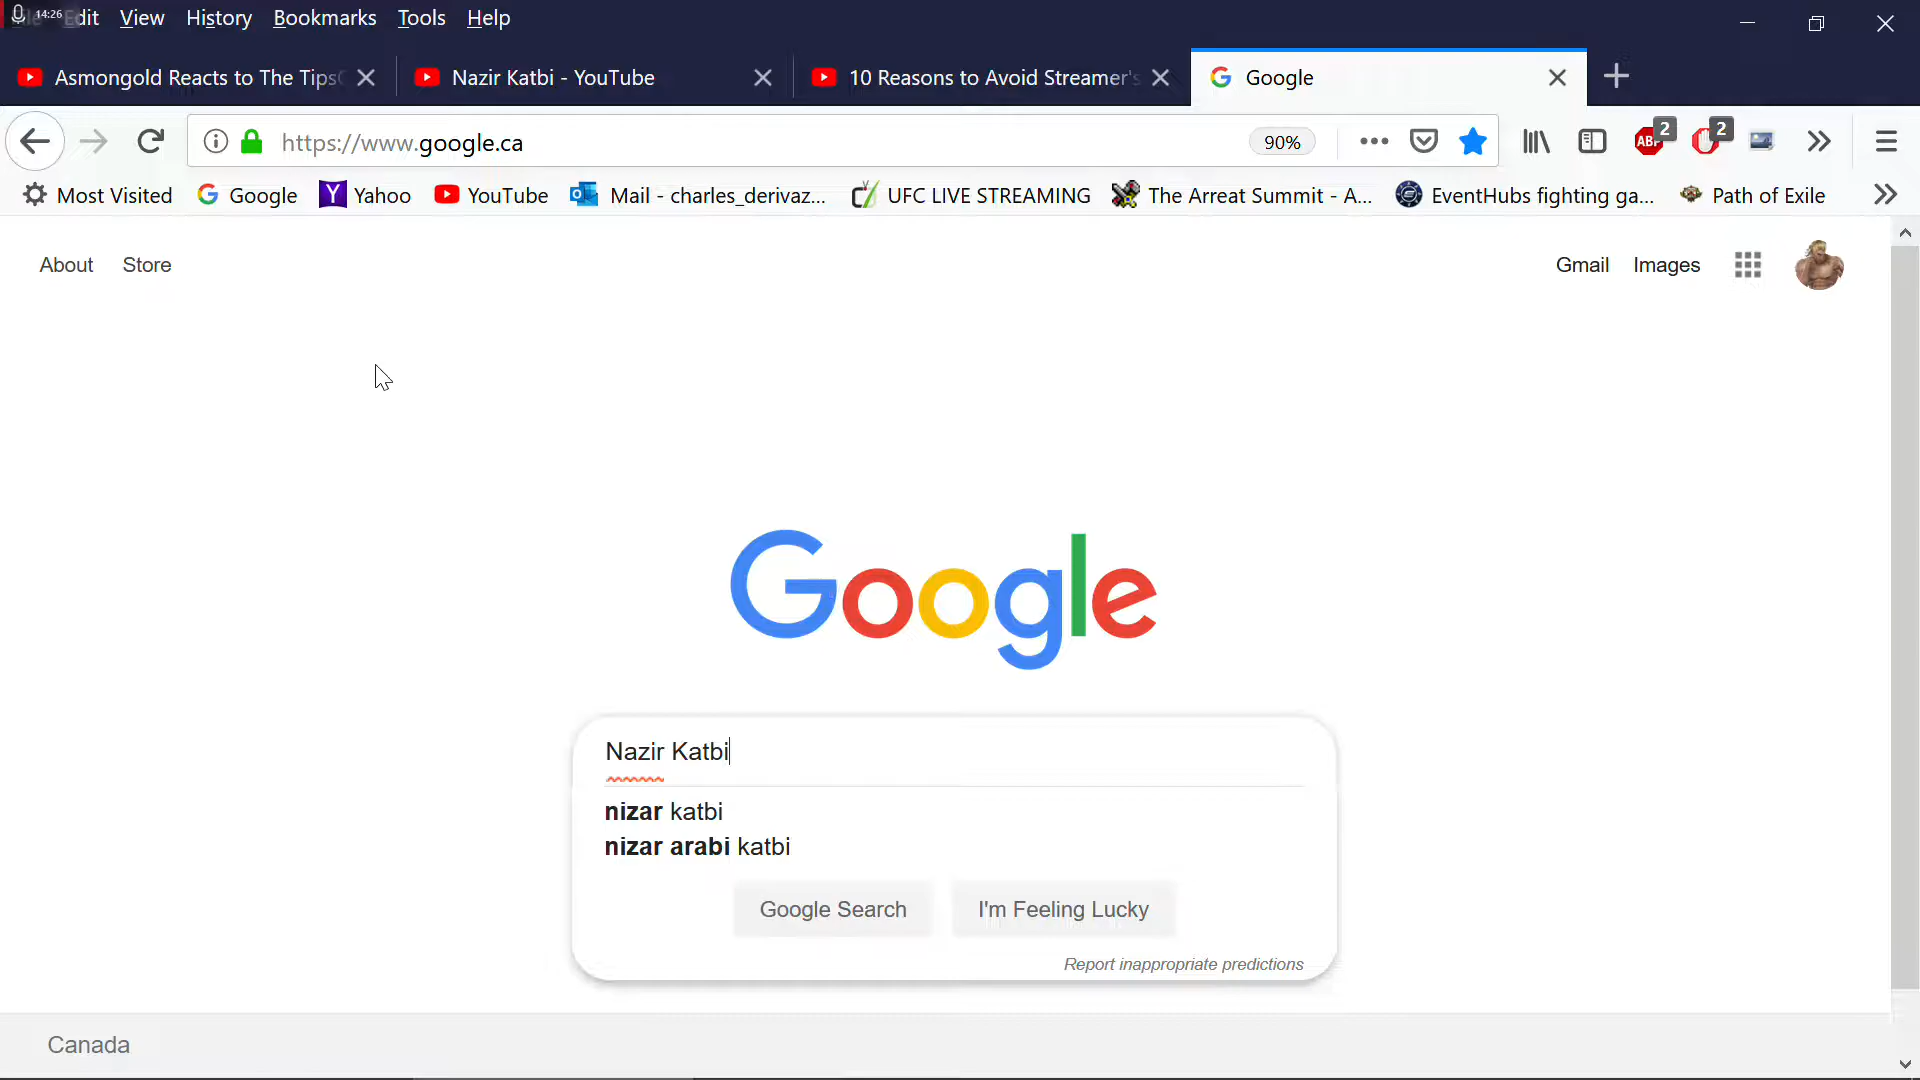 14:26
Edit View History Bookmarks Tools Help
Asmongold Reacts to The Tips
Nazir Katbi - YouTube
10 Reasons to Avoid Streamer's
Google
https://www.google.ca
90%
2
2
Most Visited Google Yahoo YouTube Mail - charles_derivaz... UFC LIVE STREAMING The Arreat Summit - A... EventHubs fighting ga... Path of Exile
About Store Gmail Images
Google
Nazir Katbi
nizar katbi
nizar arabi katbi
Google Search I'm Feeling Lucky
Report inappropriate predictions
Canada